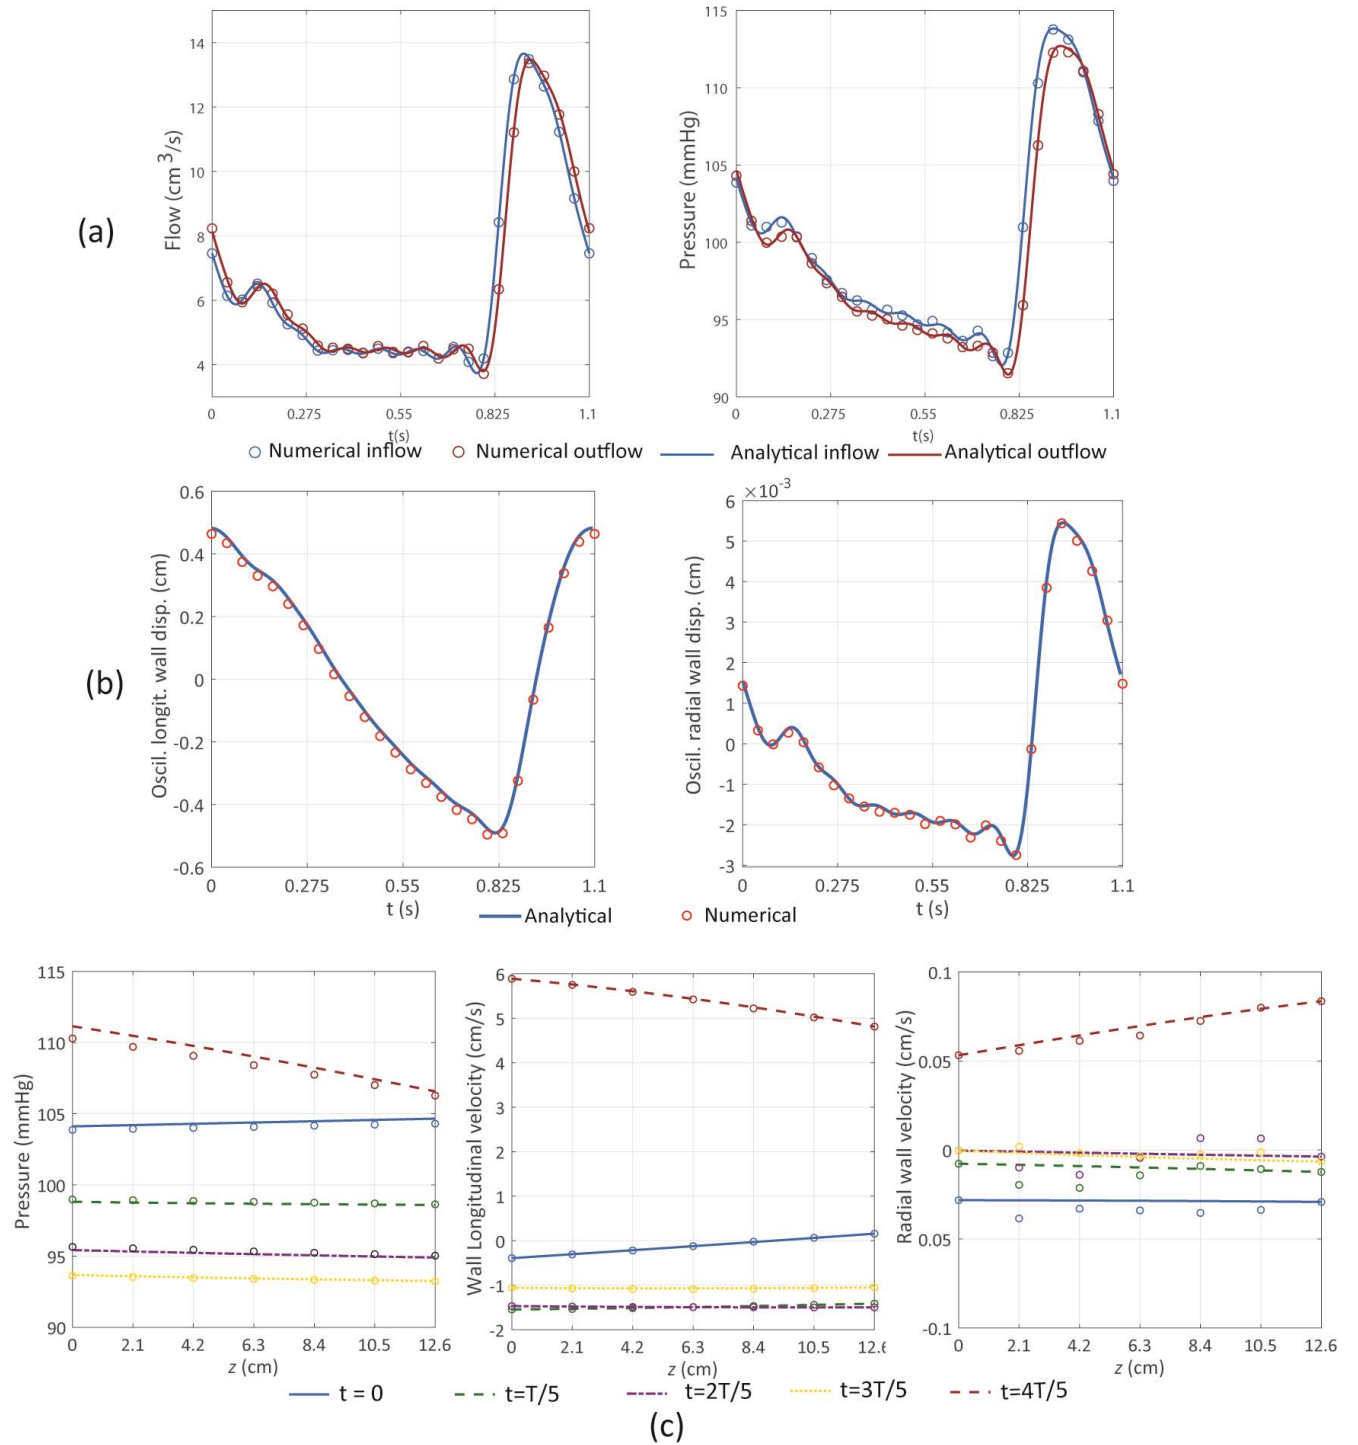 (a)
Flow (cm³/s)
14
12
10
8
6
4
0 0.275 0.55 0.825 1.1
t(s)
Pressure (mmHg)
115
110
105
100
95
90
0 0.275 0.55 0.825 1.1
t(s)
Numerical inflow Numerical outflow Analytical inflow Analytical outflow
(b)
Oscil. longit. wall disp. (cm)
0.6
0.4
0.2
0
-0.2
-0.4
-0.6
0 0.275 0.55 0.825 1.1
t (s)
×10⁻³
Oscil. radial wall disp. (cm)
6
5
4
3
2
1
0
-1
-2
-3
0 0.275 0.55 0.825 1.1
t (s)
Analytical Numerical
Pressure (mmHg)
115
110
105
100
95
90
0 2.1 4.2 6.3 8.4 10.5 12.6
z (cm)
Wall Longitudinal velocity (cm/s)
6
5
4
3
2
1
0
-1
-2
0 2.1 4.2 6.3 8.4 10.5 12.6
z (cm)
Radial wall velocity (cm/s)
0.1
0.05
0
0.05
-0.1
0 2.1 4.2 6.3 8.4 10.5 12.6
z (cm)
t = 0 t=T/5 t=2T/5 t=3T/5 t=4T/5
(c)